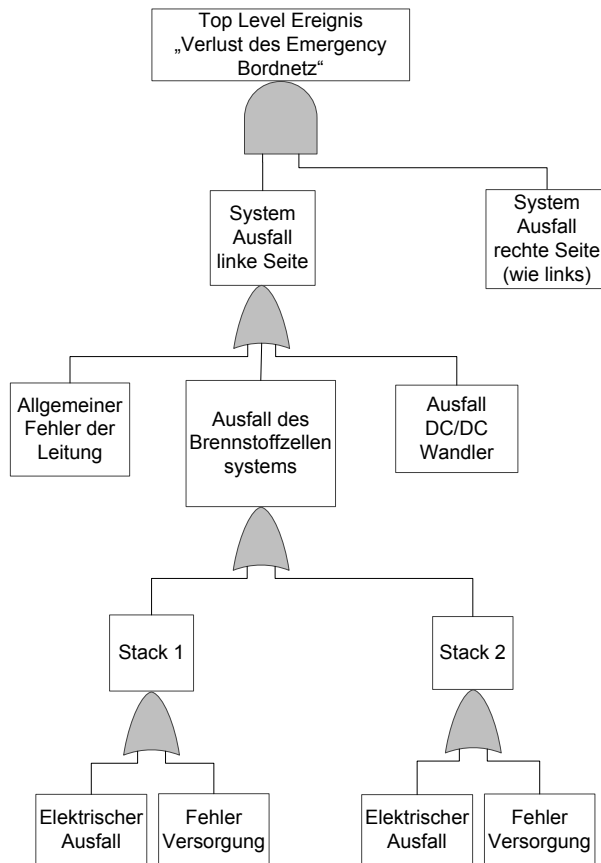 Top Level Ereignis
„Verlust des Emergency
Bordnetz“
System
Ausfall
linke Seite
System
Ausfall
rechte Seite
(wie links)
Allgemeiner
Fehler der
Leitung
Ausfall des
Brennstoffzellen
systems
Ausfall
DC/DC
Wandler
Stack 1
Stack 2
Elektrischer
Ausfall
Fehler
Versorgung
Elektrischer
Ausfall
Fehler
Versorgung